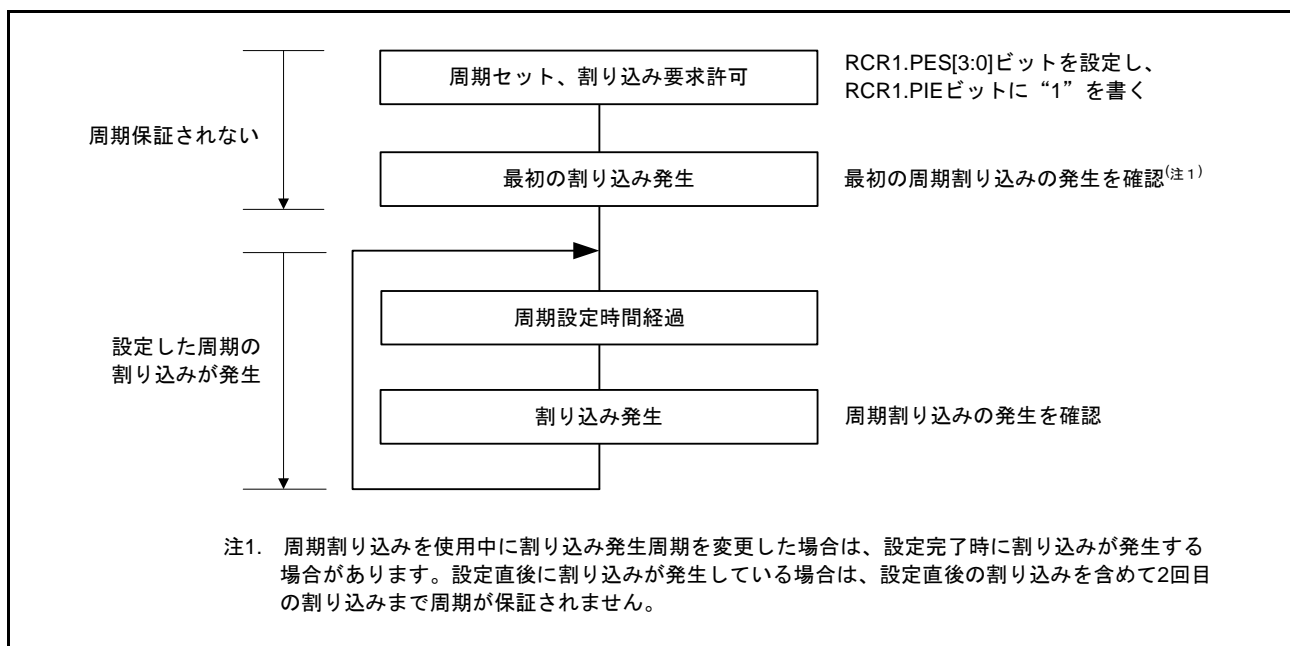 周期セット、割り込み要求許可
RCR1.PES[3:0]ビットを設定し、
RCR1.PIEビットに“1”を書く
周期保証されない
最初の割り込み発生
最初の周期割り込みの発生を確認(注1)
周期設定時間経過
設定した周期の
割り込みが発生
割り込み発生
周期割り込みの発生を確認
注1. 周期割り込みを使用中に割り込み発生周期を変更した場合は、設定完了時に割り込みが発生する
場合があります。設定直後に割り込みが発生している場合は、設定直後の割り込みを含めて2回目
の割り込みまで周期が保証されません。